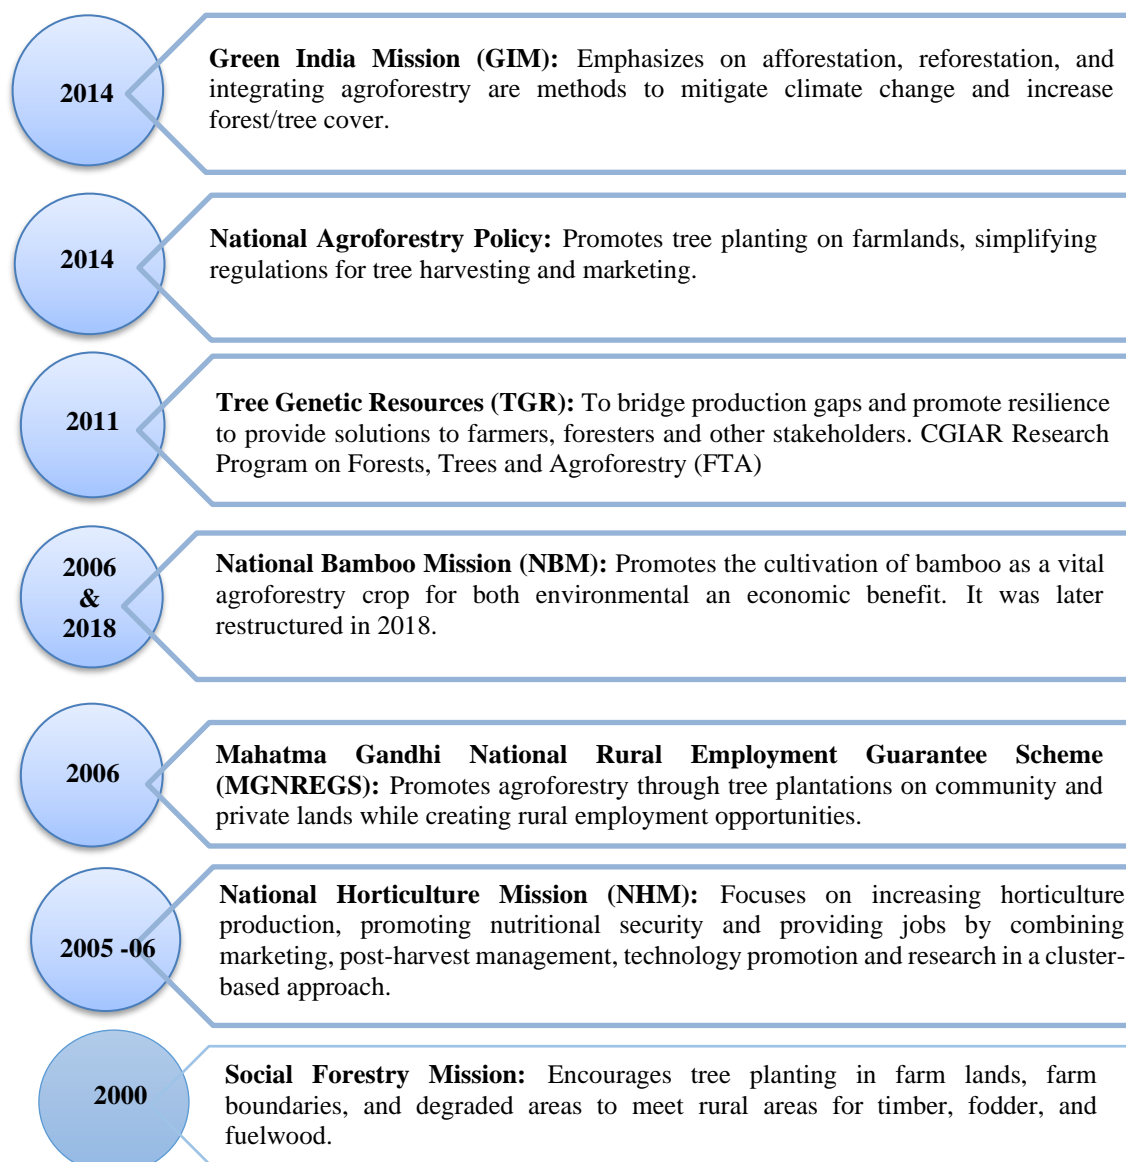 2014
Green India Mission (GIM): Emphasizes on afforestation, reforestation, and
integrating agroforestry are methods to mitigate climate change and increase
forest/tree cover.
2014
National Agroforestry Policy: Promotes tree planting on farmlands, simplifying
regulations for tree harvesting and marketing.
2011
Tree Genetic Resources (TGR): To bridge production gaps and promote resilience
to provide solutions to farmers, foresters and other stakeholders. CGIAR Research
Program on Forests, Trees and Agroforestry (FTA)
2006
&
2018
National Bamboo Mission (NBM): Promotes the cultivation of bamboo as a vital
agroforestry crop for both environmental an economic benefit. It was later
restructured in 2018.
2006
Mahatma Gandhi National Rural Employment Guarantee Scheme
(MGNREGS): Promotes agroforestry through tree plantations on community and
private lands while creating rural employment opportunities.
2005 -06
National Horticulture Mission (NHM): Focuses on increasing horticulture
production, promoting nutritional security and providing jobs by combining
marketing, post-harvest management, technology promotion and research in a cluster-
based approach.
2000
Social Forestry Mission: Encourages tree planting in farm lands, farm
boundaries, and degraded areas to meet rural areas for timber, fodder, and
fuelwood.